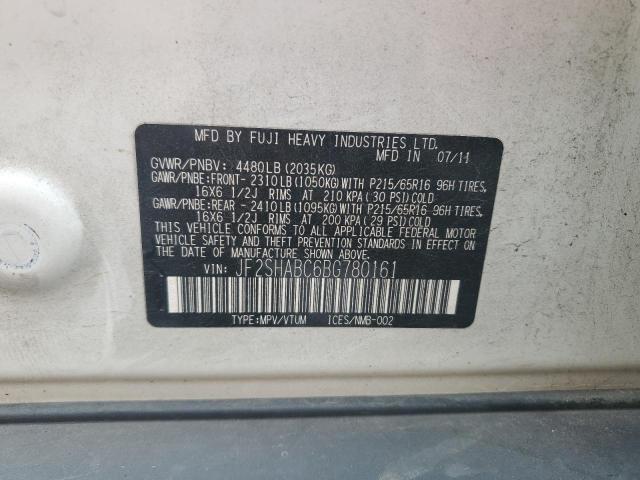 MFD BY FUJI HEAVY INDUSTRIES LTD.
MFD IN 07/11
GVWR/PNBV: 4480LB(2035KG)
GAWR/PNBE:FRONT-2310LB(1050KG)WITH P215/65R16 96H TIRES,
16X6 1/2J RIMS AT 210 KPA(30 PSI)COLD
GAWR/PNBE:REAR -2410LB(1095KG)WITH P215/65R16 96H TIRES,
16X6 1/2J RIMS AT 200 KPA(29 PSI)COLD
THIS VEHICLE CONFORMS TO ALL APPLICABLE FEDERAL MOTOR
VEHICLE SAFETY AND THEFT PREVENTION STANDARDS IN EFFECT ON
THE DATE OF MANUFACTURE SHOWN ABOVE.
VIN: JF2SHABC6BG780161
TYPE:MPV/VTUM ICES/NMB-002